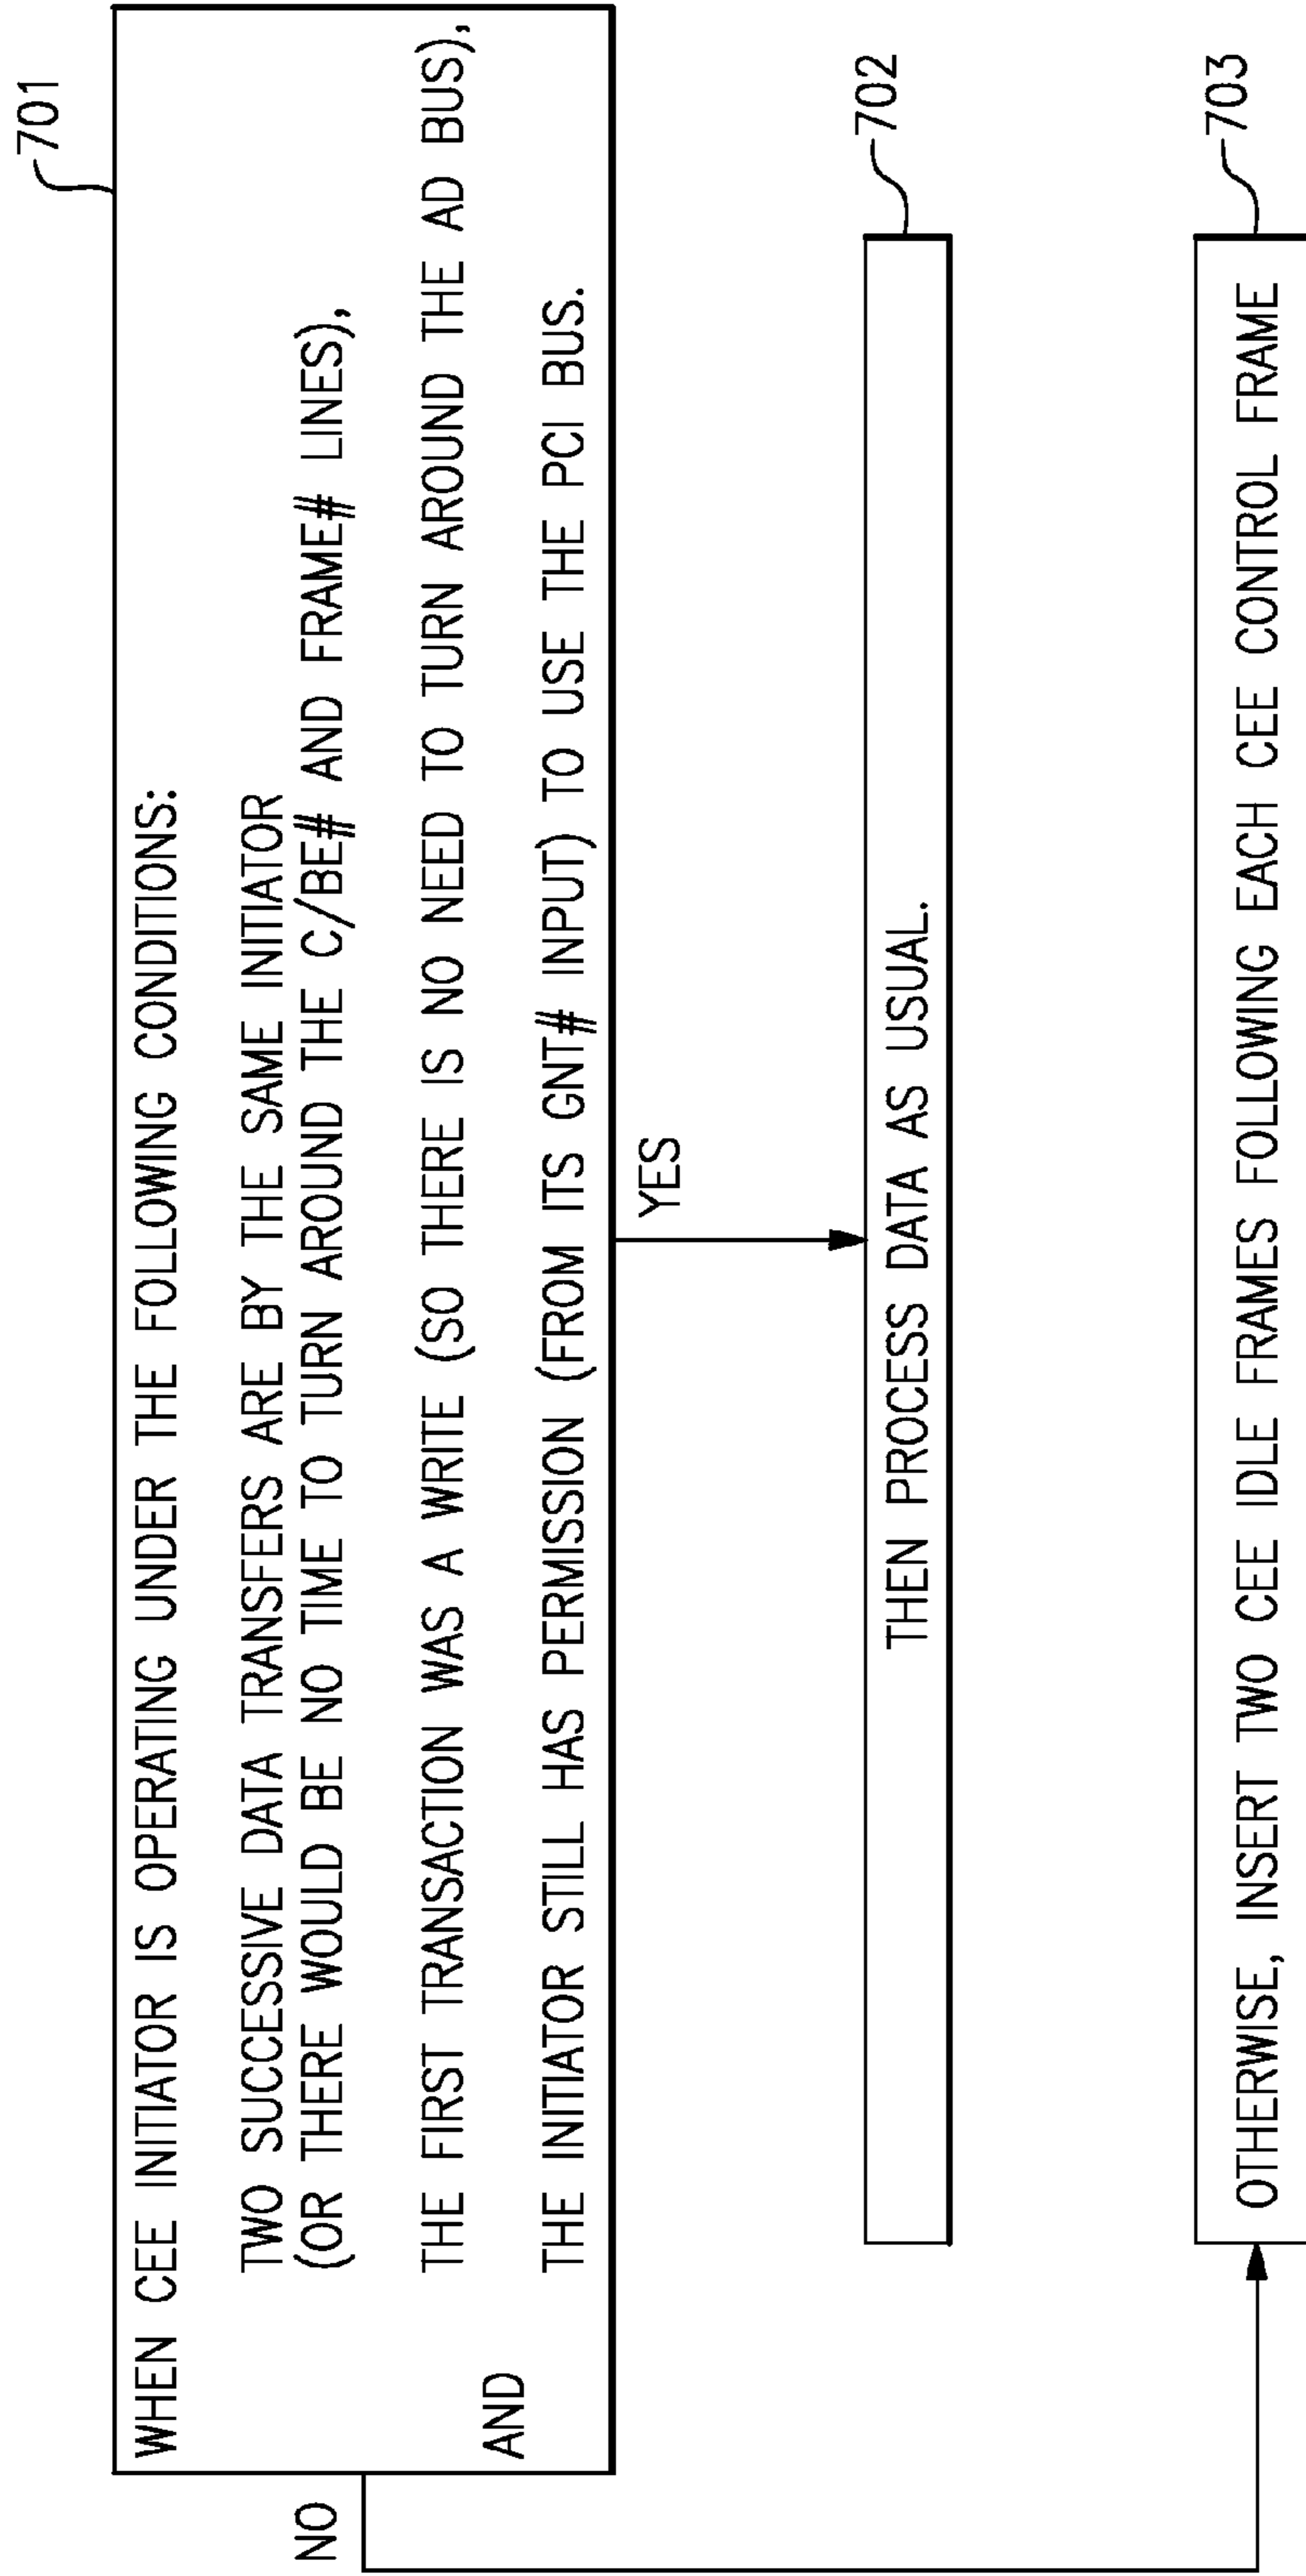 701
WHEN CEE INITIATOR IS OPERATING UNDER THE FOLLOWING CONDITIONS:
TWO SUCCESSIVE DATA TRANSFERS ARE BY THE SAME INITIATOR
(OR THERE WOULD BE NO TIME TO TURN AROUND THE C/BE# AND FRAME# LINES),
THE FIRST TRANSACTION WAS A WRITE (SO THERE IS NO NEED TO TURN AROUND THE AD BUS),
AND
THE INITIATOR STILL HAS PERMISSION (FROM ITS GNT# INPUT) TO USE THE PCI BUS.
NO
YES
702
THEN PROCESS DATA AS USUAL.
703
OTHERWISE, INSERT TWO CEE IDLE FRAMES FOLLOWING EACH CEE CONTROL FRAME